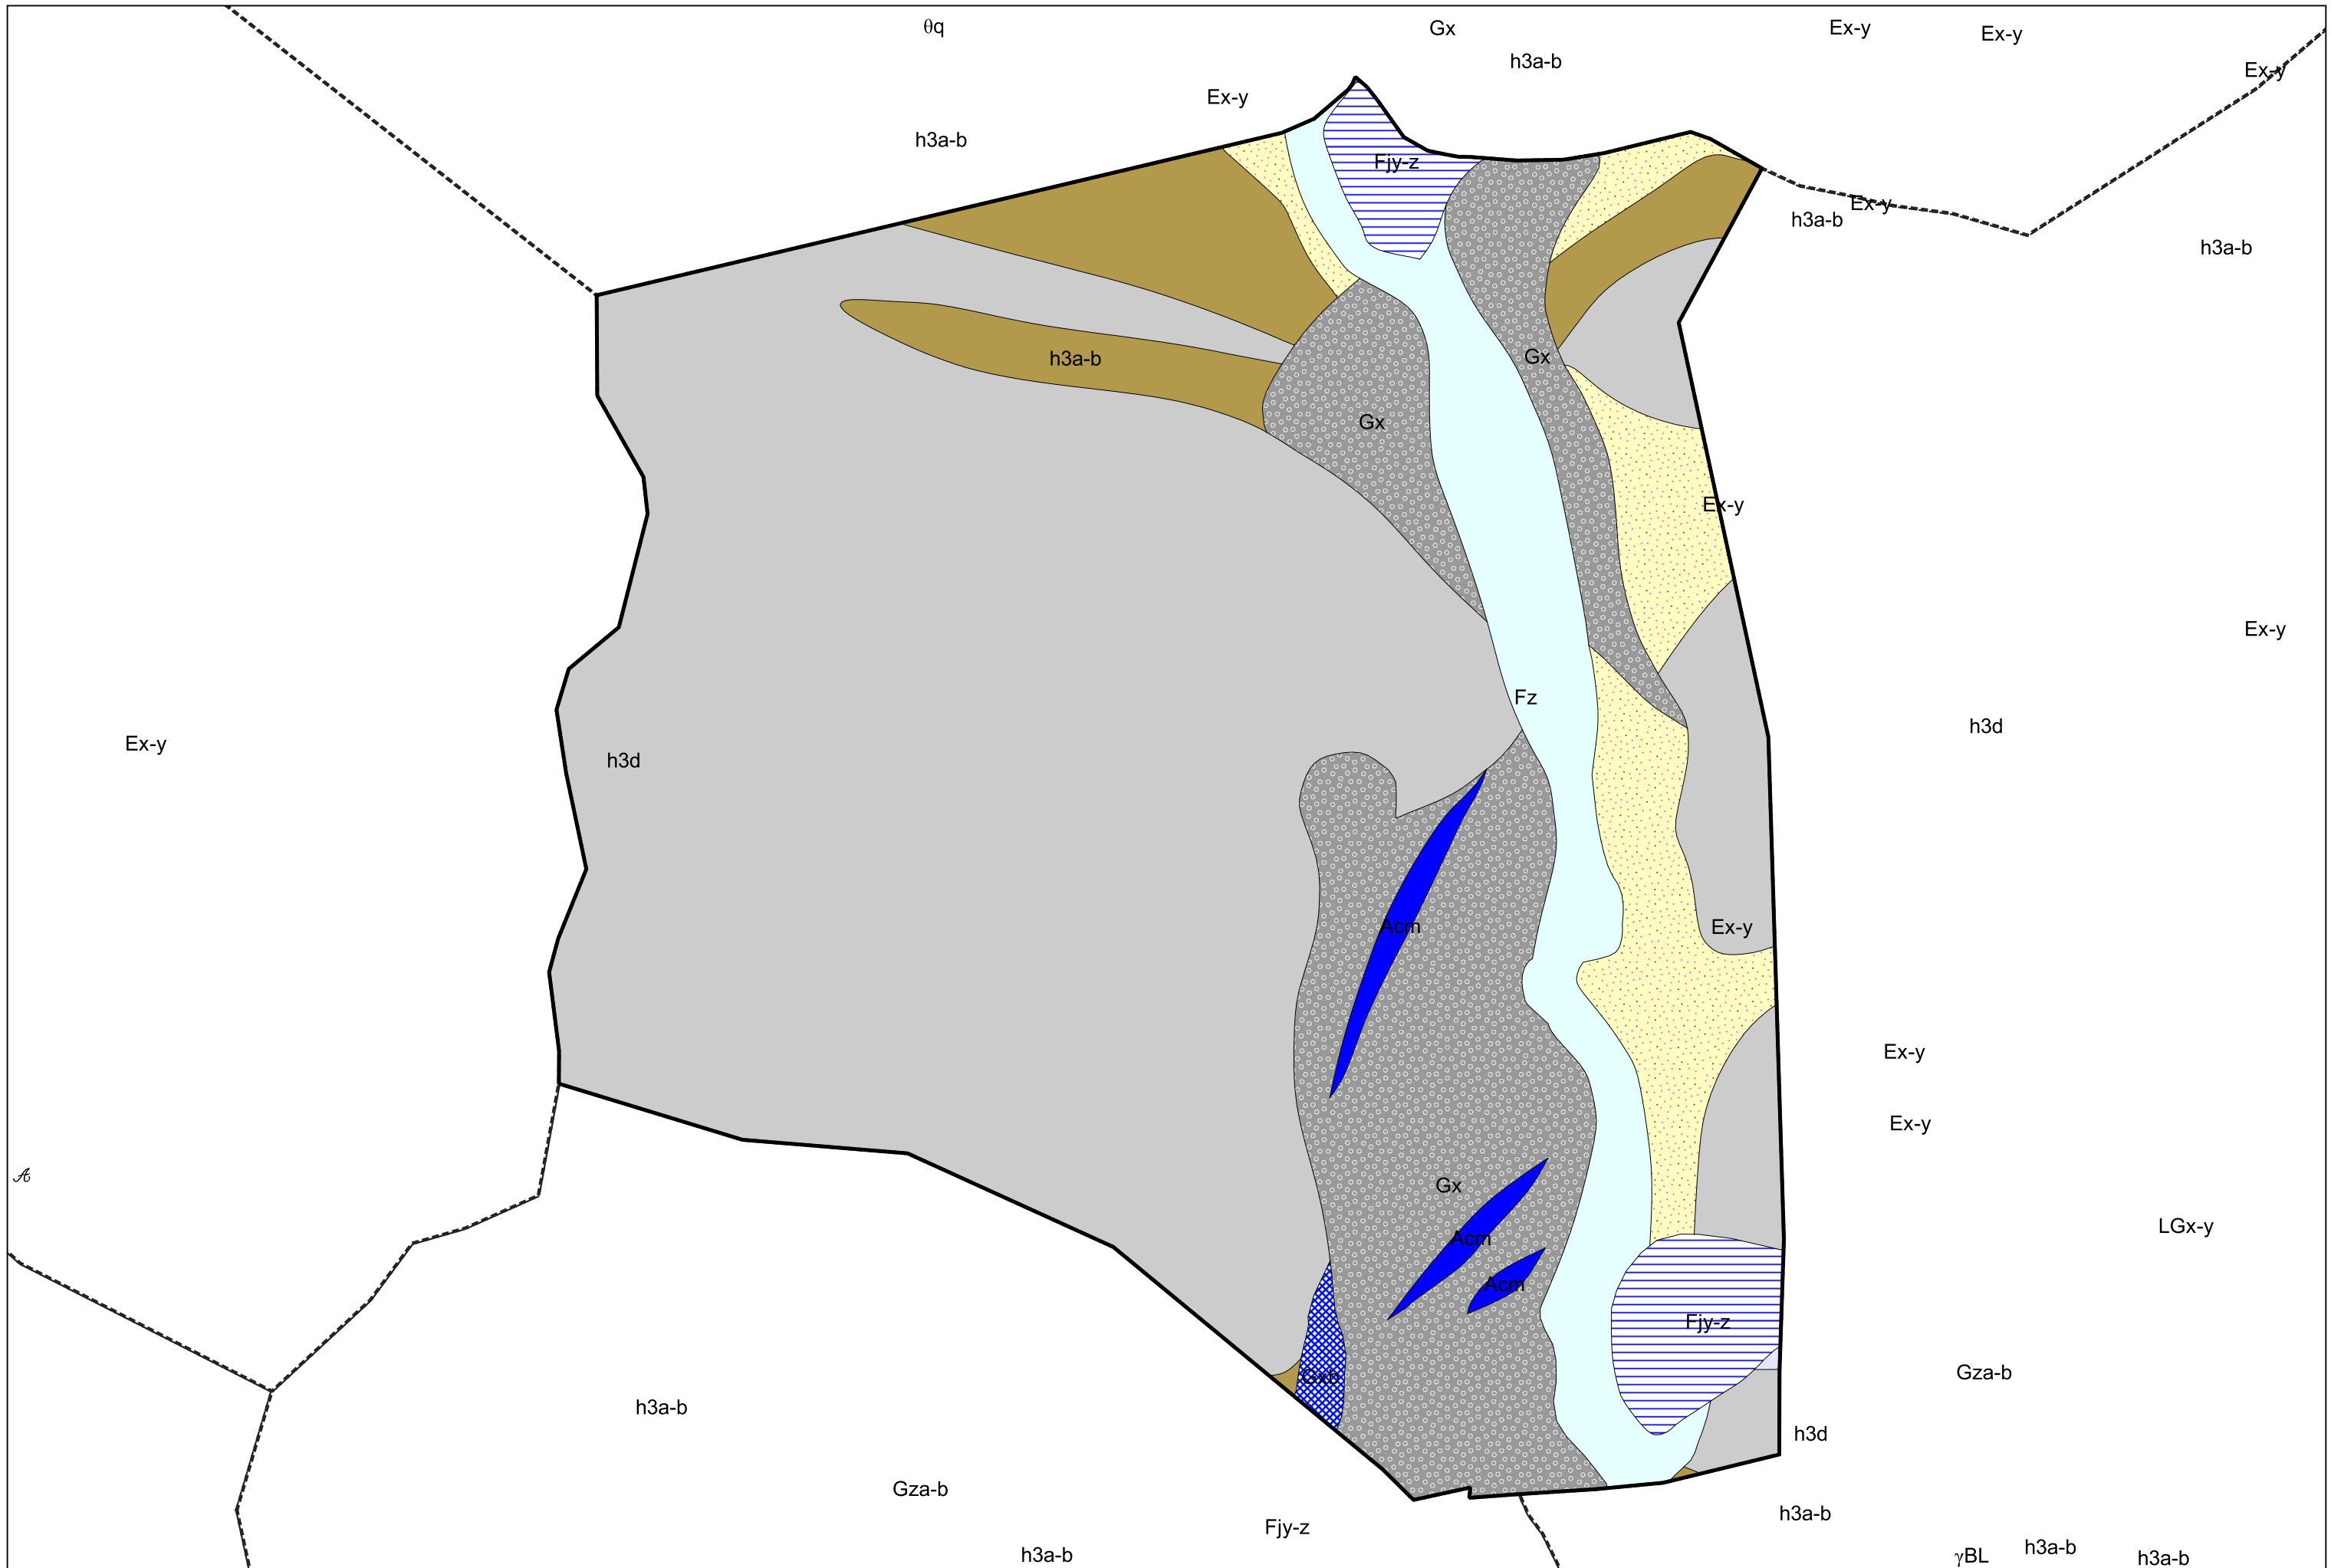 θq
Gx
Ex-y
Ex-y
h3a-b
Ex-y
Ex-y
h3a-b
Fjy-z
Ex-y
h3a-b
h3a-b
h3a-b
Gx
Gx
Ex-y
Ex-y
Fz
h3d
Ex-y
h3d
Acm
Ex-y
Ex-y
Ex-y
Gx
LGx-y
Acm
Acm
Fjy-z
Gza-b
Gxb
h3a-b
h3d
Gza-b
h3a-b
Fjy-z
h3a-b
γBL
h3a-b
h3a-b